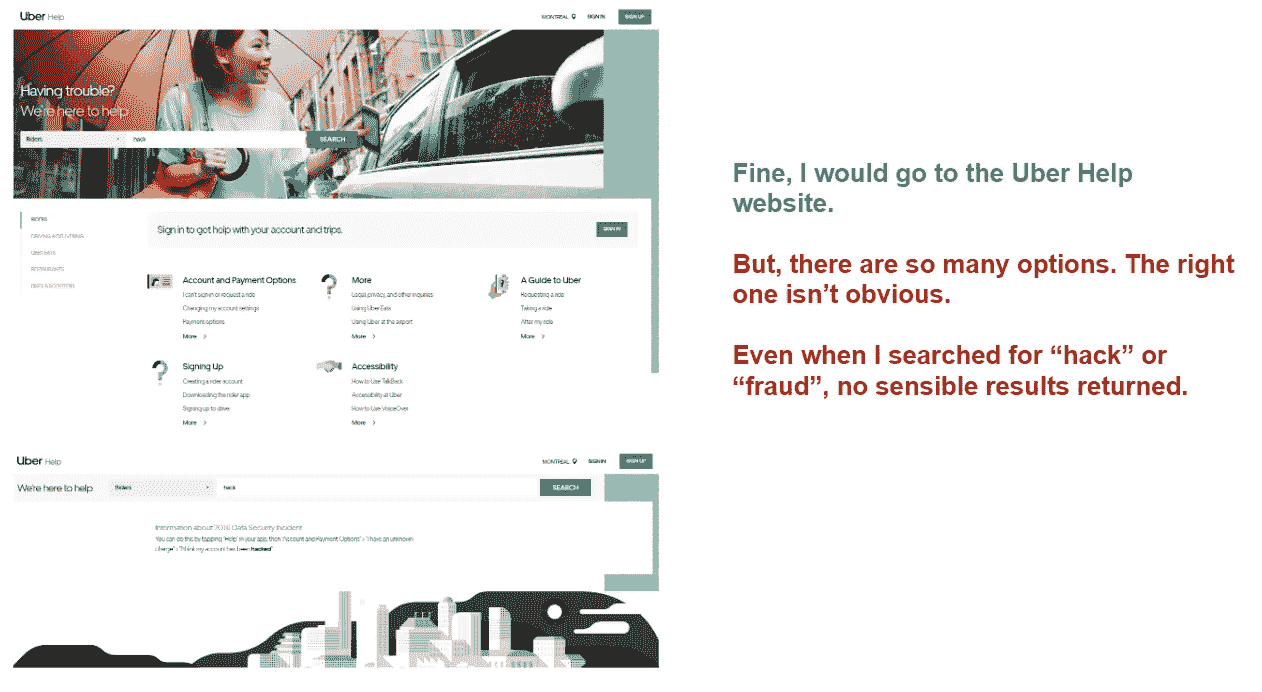 Uber Help
MONTREAL SIGN IN SIGN UP
Having trouble?
We're here to help
Riders hack SEARCH
RIDERS
DRIVING & DELIVERING
UBER EATS
RESTAURANTS
BIKES & SCOOTERS
Sign in to get help with your account and trips. SIGN IN
Account and Payment Options
I can't sign in or request a ride
Changing my account settings
Payment options
More >
More
Legal, privacy, and other inquiries
Using Uber Eats
Using Uber at the airport
More >
A Guide to Uber
Requesting a ride
Taking a ride
After my ride
More >
Signing Up
Creating a rider account
Downloading the rider app
Signing up to driver
More >
Accessibility
How to Use TalkBack
Accessibility at Uber
How to Use VoiceOver
More >
Uber Help
MONTREAL SIGN IN SIGN UP
We're here to help Riders hack SEARCH
Information about 2016 Data Security Incident
You can do this by tapping 'Help' in your app, then 'Account and Payment Options' > 'I have an unknown
charge' > 'I think my account has been hacked'
Fine, I would go to the Uber Help
website.
But, there are so many options. The right
one isn’t obvious.
Even when I searched for “hack” or
“fraud”, no sensible results returned.